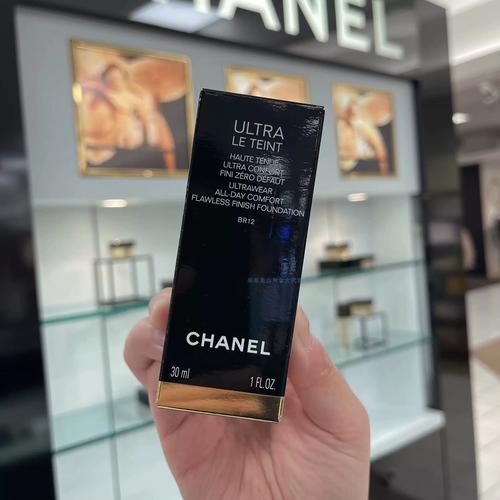 CHANEL
ULTRA
LE TEINT
HAUTE TENUE
ULTRA CONFORT
FINI ZÉRO DÉFAUT
ULTRAWEAR
ALL-DAY COMFORT
FLAWLESS FINISH FOUNDATION
BR12
CHANEL
30 ml 1 FL.OZ.